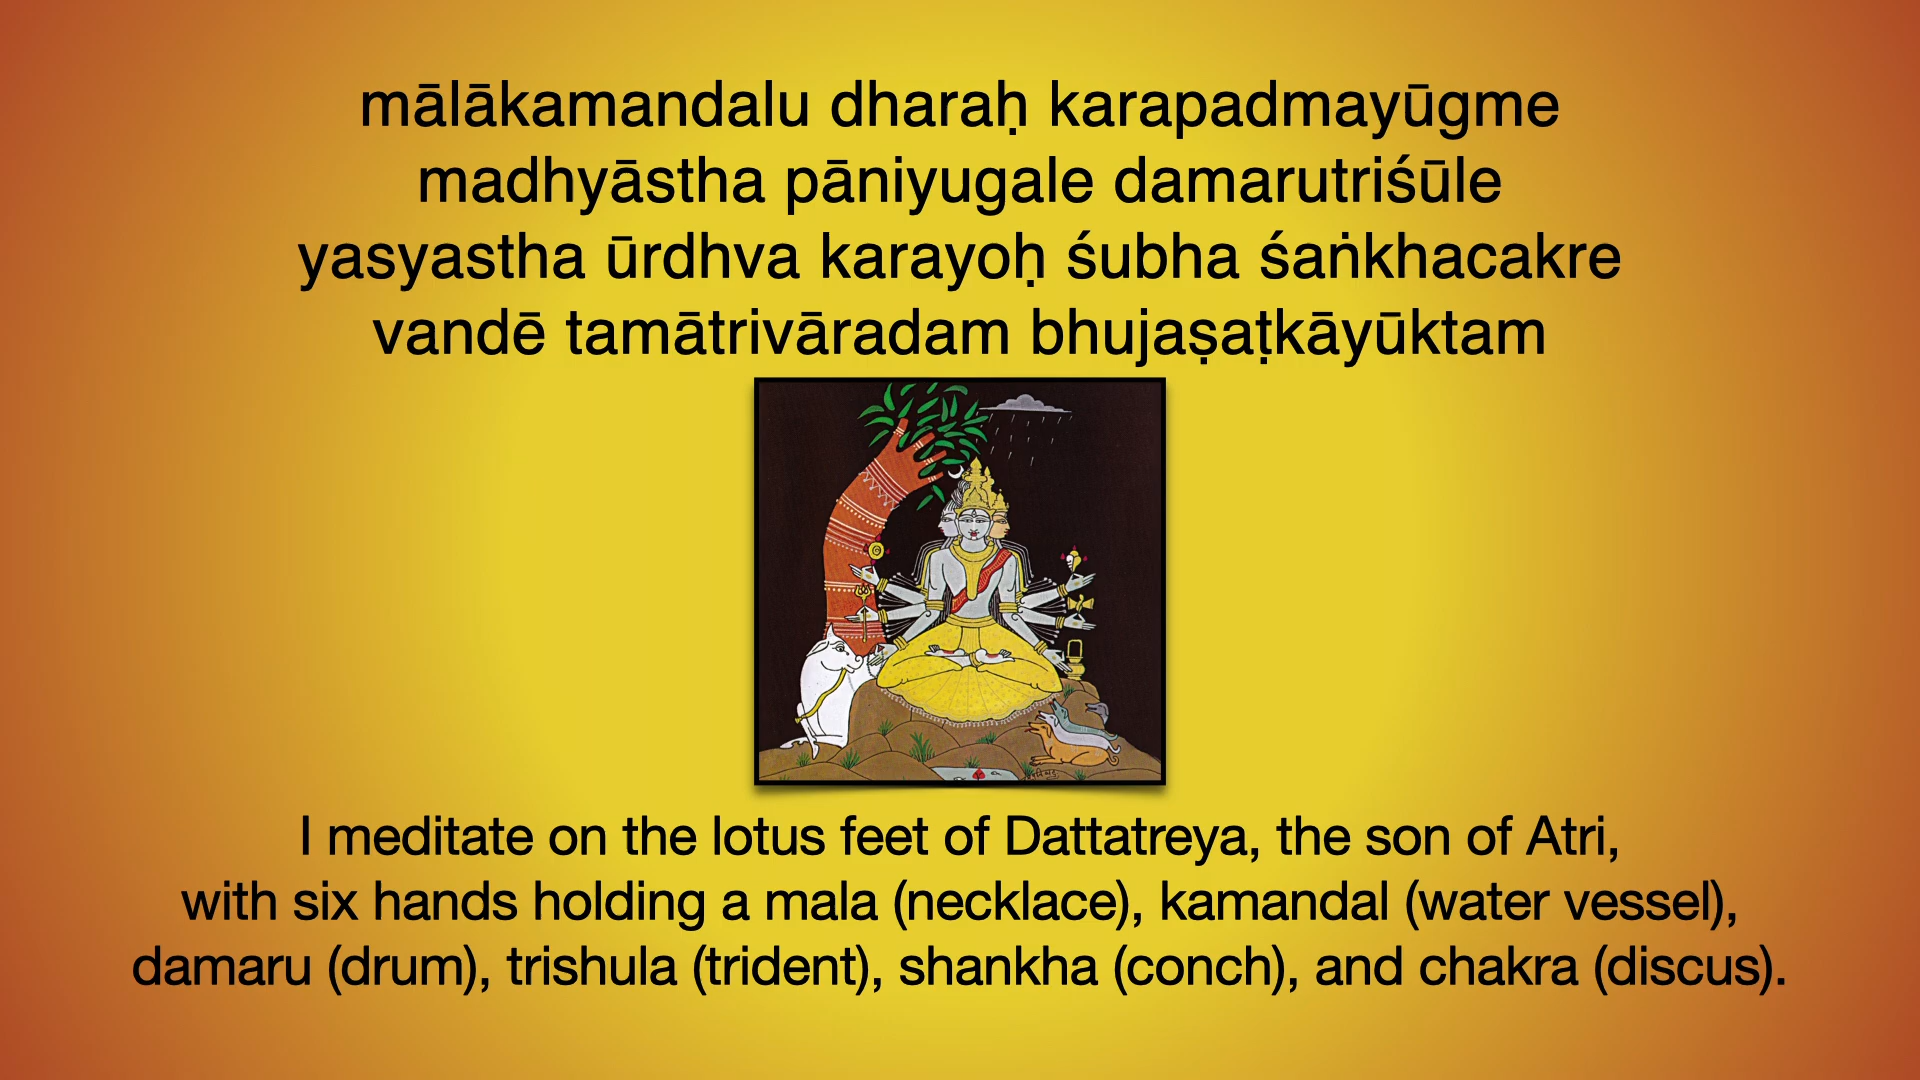 mālākamandalu dharaḥ karapadmayūgme
madhyāstha pāniyugale damarutriśūle
yasyastha ūrdhva karayoḥ śubha śaṅkhacakre
vandē tamātrivāradam bhujaṣaṭkāyūktam
I meditate on the lotus feet of Dattatreya, the son of Atri,
with six hands holding a mala (necklace), kamandal (water vessel),
damaru (drum), trishula (trident), shankha (conch), and chakra (discus).